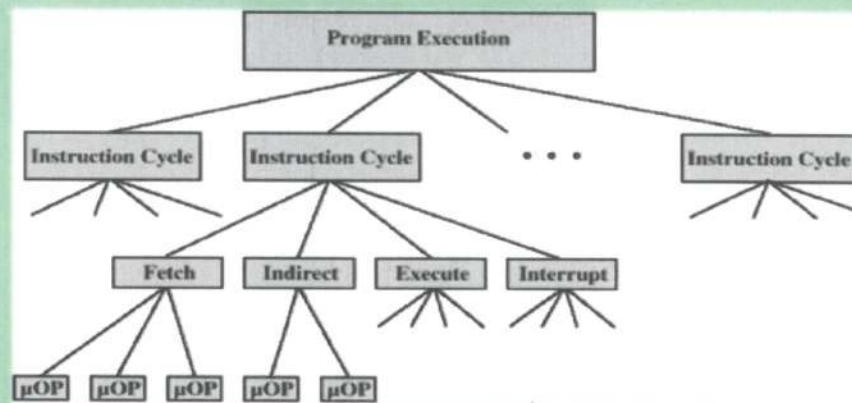 Program Execution
Instruction Cycle Instruction Cycle • • • Instruction Cycle
Fetch Indirect Execute Interrupt
µOP µOP µOP µOP µOP